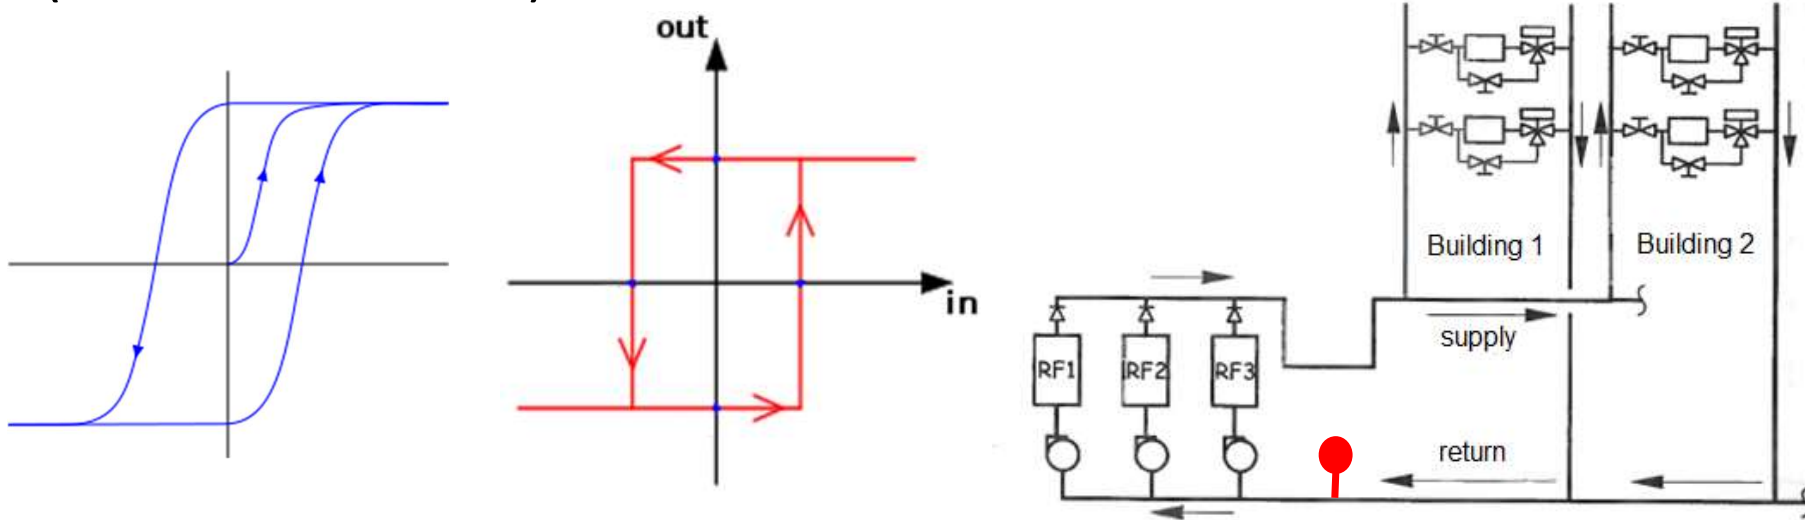 out
in
Building 1
Building 2
supply
RF1
RF2
RF3
return